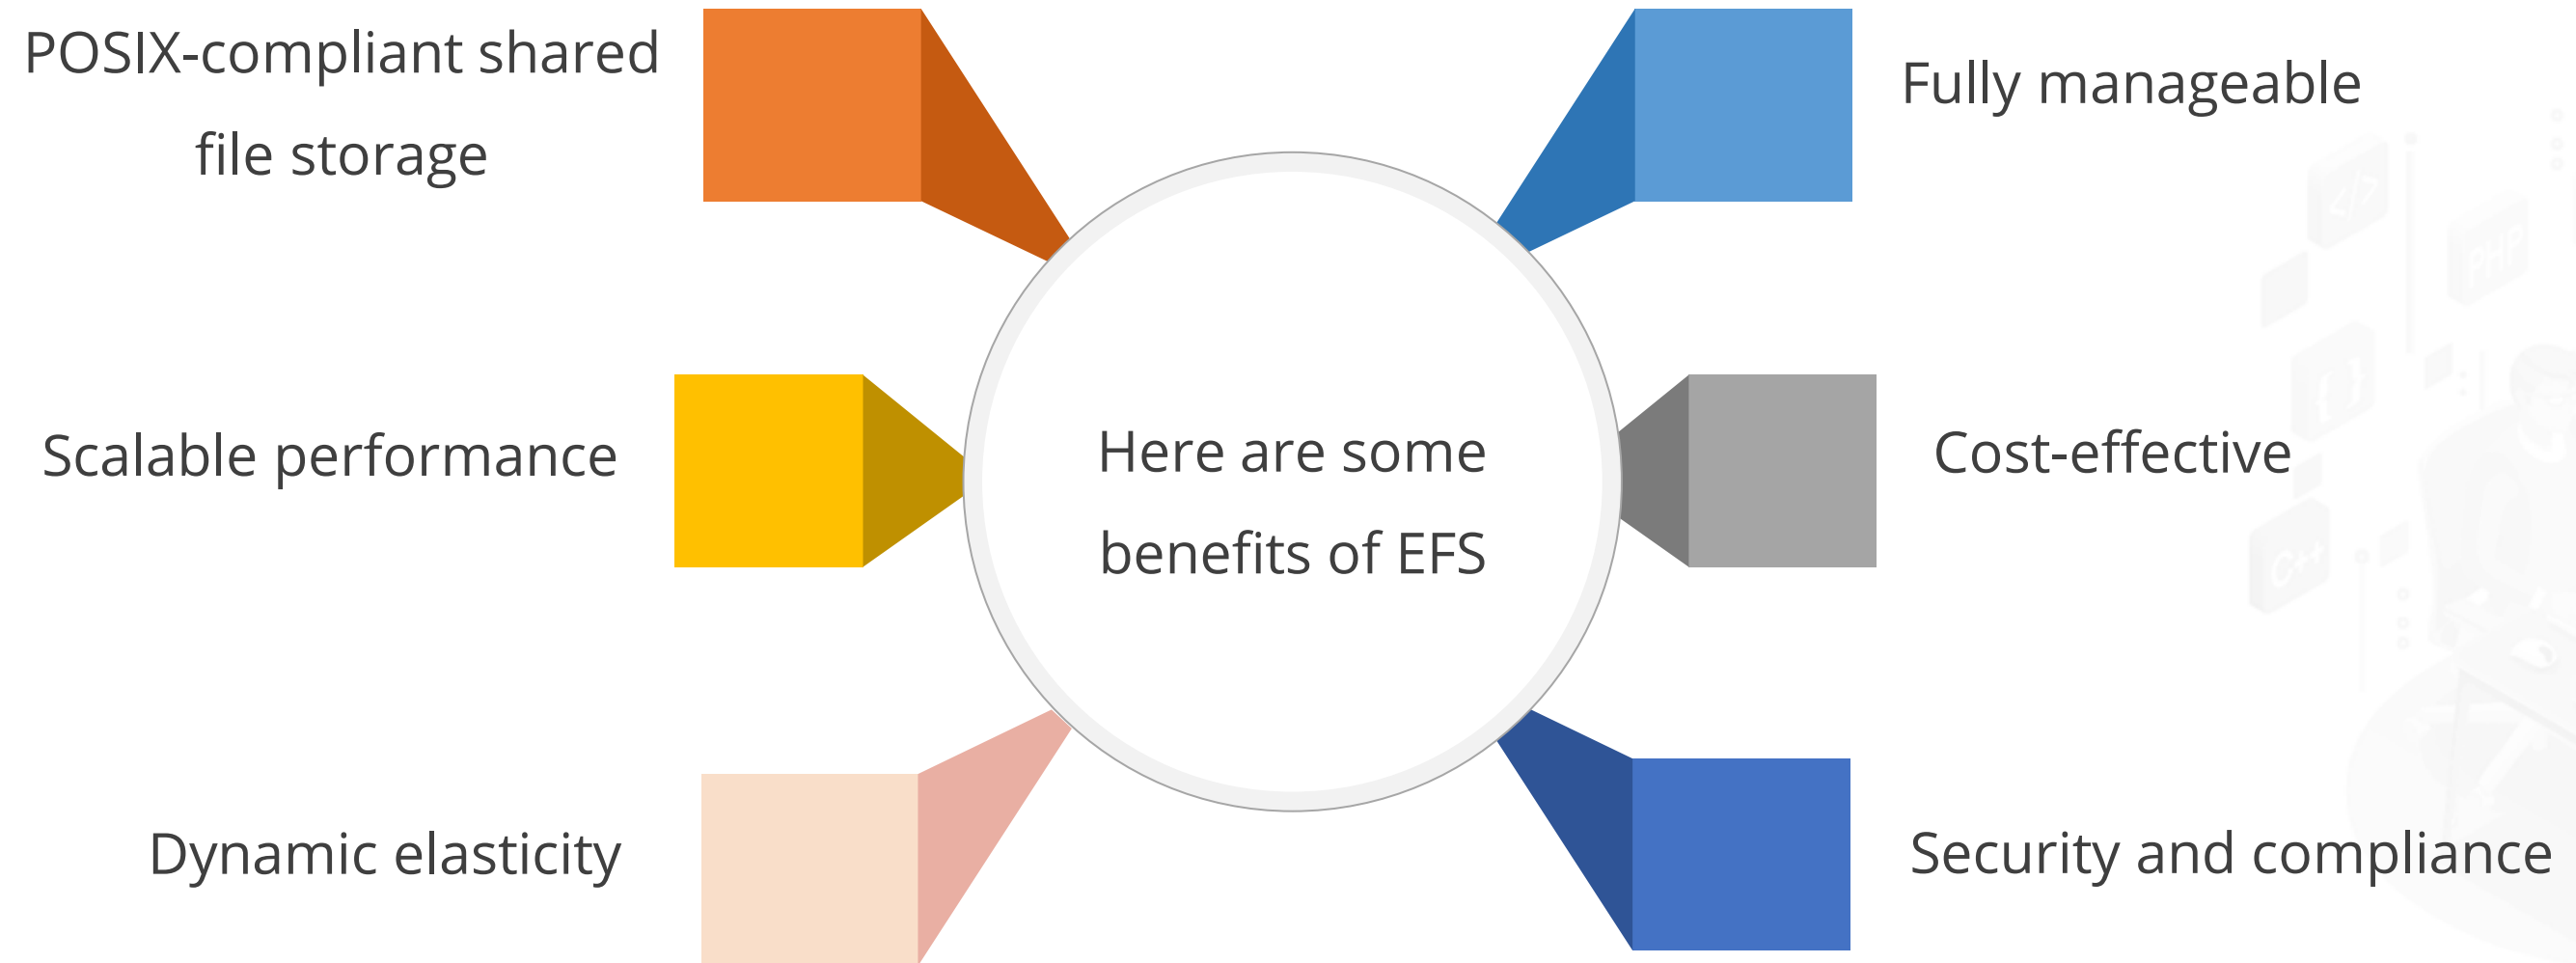 POSIX-compliant shared
file storage
Scalable performance
Dynamic elasticity
Here are some
benefits of EFS
Fully manageable
Cost-effective
Security and compliance
</>
PHP
{ }
C++